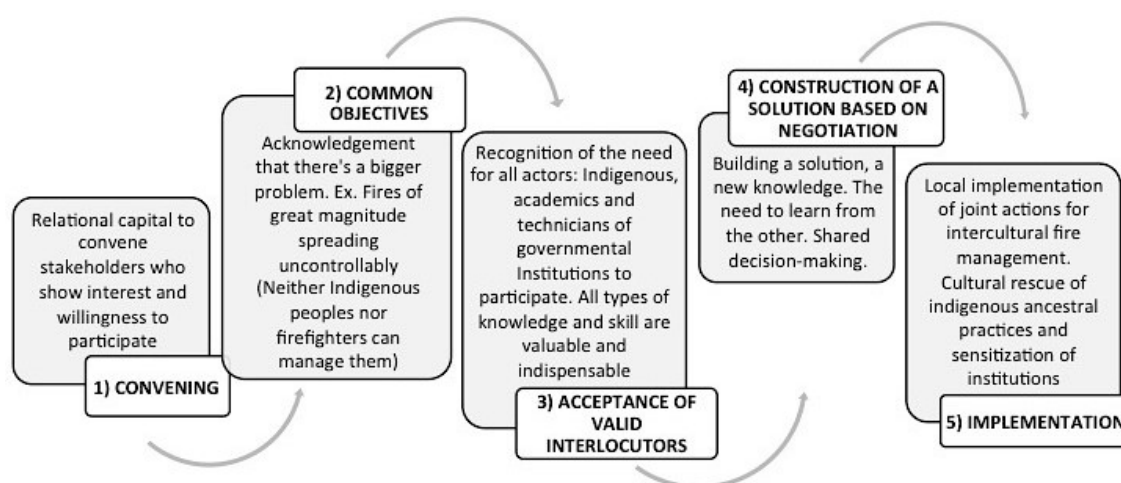 Relational capital to
convene
stakeholders who
show interest and
willingness to
participate
1) CONVENING
2) COMMON
OBJECTIVES
Acknowledgement
that there's a bigger
problem. Ex. Fires of
great magnitude
spreading
uncontrollably
(Neither Indigenous
peoples nor
firefighters can
manage them)
Recognition of the need
for all actors: Indigenous,
academics and
technicians of
governmental
Institutions to
participate. All types of
knowledge and skill are
valuable and
indispensable
3) ACCEPTANCE OF
VALID
INTERLOCUTORS
4) CONSTRUCTION OF A
SOLUTION BASED ON
NEGOTIATION
Building a solution, a
new knowledge. The
need to learn from
the other. Shared
decision-making.
Local implementation
of joint actions for
intercultural fire
management.
Cultural rescue of
indigenous ancestral
practices and
sensitization of
institutions
5) IMPLEMENTATION